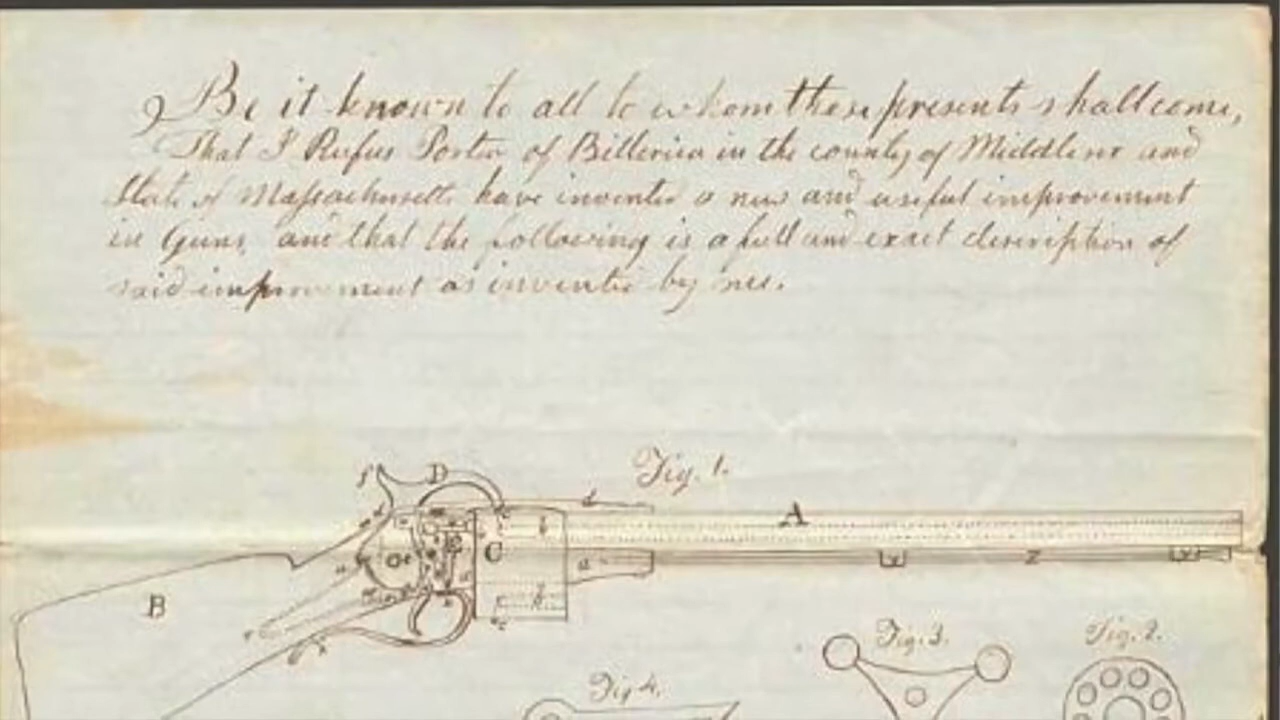 Be it known to all to whom these presents shall come,
That I Rufus Porter of Billerica in the county of Middlesex and
State of Massachusetts have invented a new and useful improvement
in Guns, and that the following is a full and exact description of
said improvement as invented by me.
Fig. 1.
f D
d
A
C
a
z
B
Fig. 3.
Fig. 2.
Fig 4.